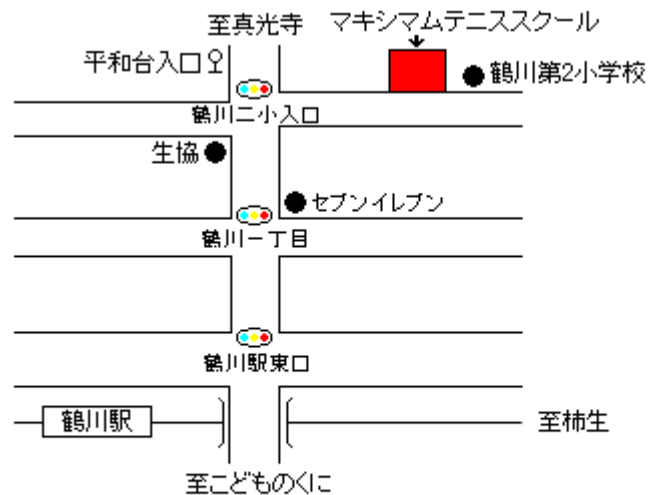 至真光寺
マキシマムテニススクール
平和台入口
鶴川第2小学校
鶴川二小入口
生協
セブンイレブン
鶴川一丁目
鶴川駅東口
鶴川駅
至柿生
至こどものくに